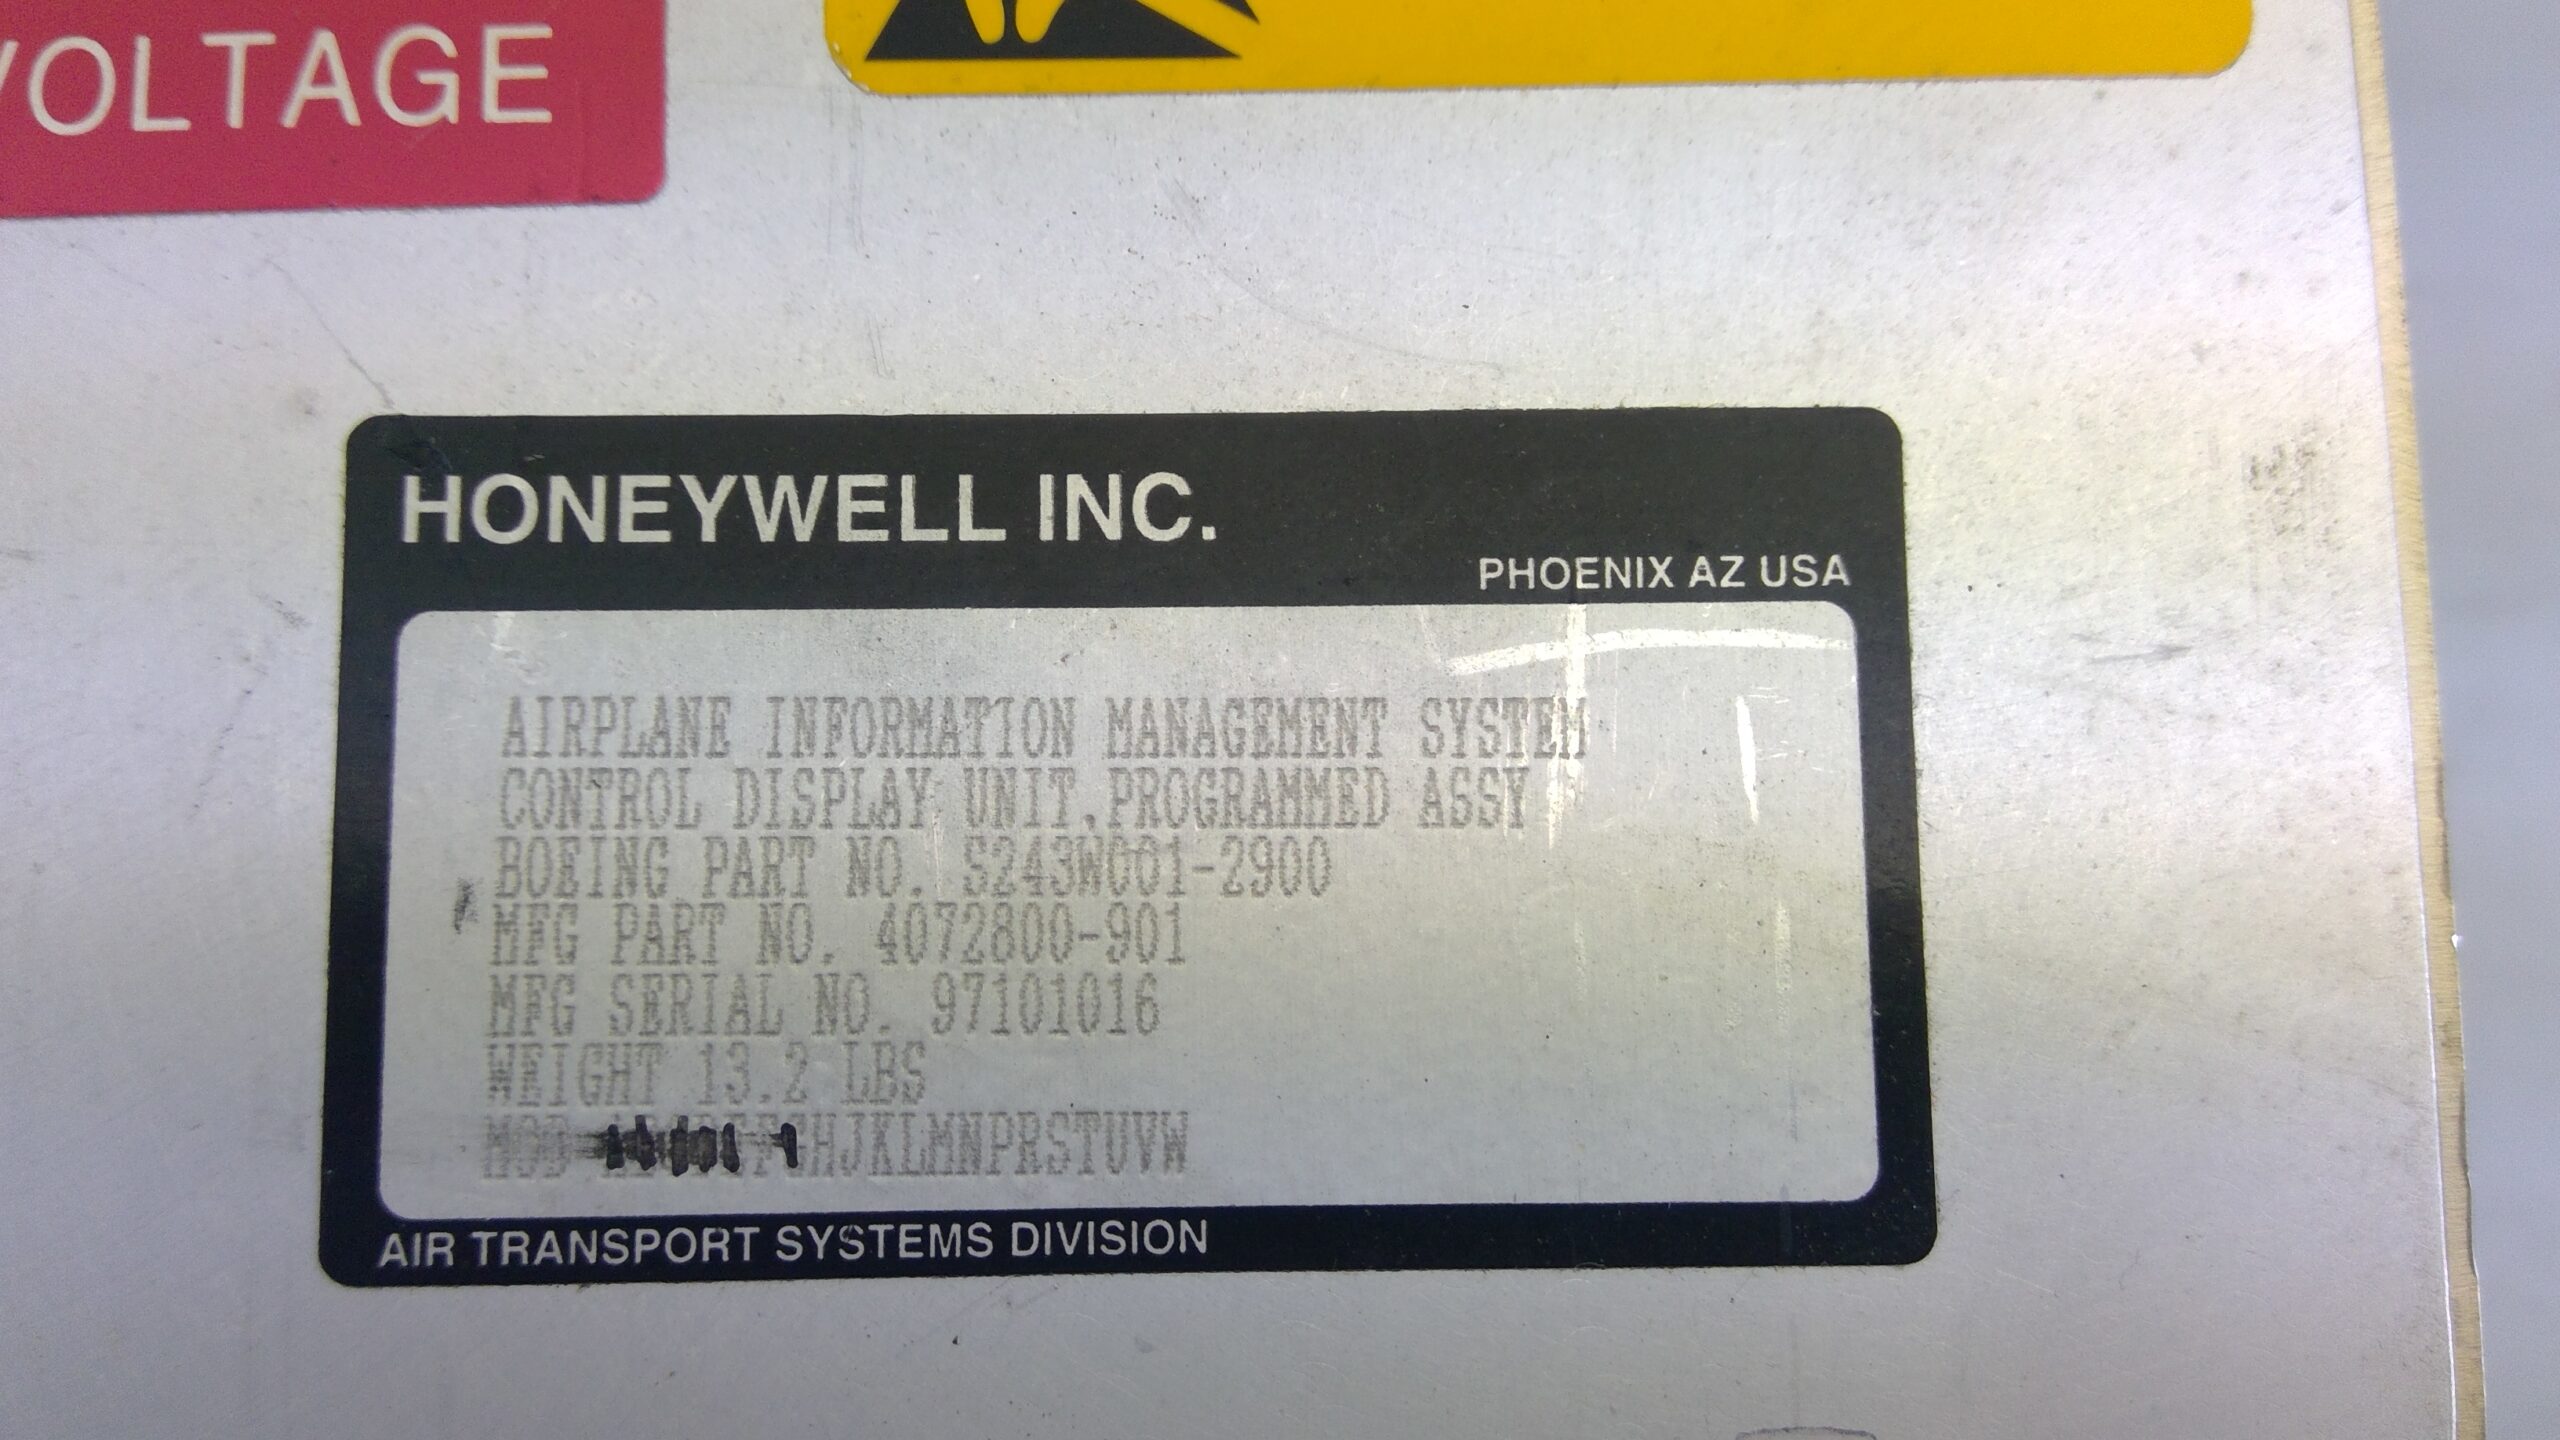 VOLTAGE
HONEYWELL INC.
PHOENIX AZ USA
AIRPLANE INFORMATION MANAGEMENT SYSTEM
CONTROL DISPLAY UNIT,PROGRAMMED ASSY
BOEING PART NO. S243W001-2900
MFG PART NO. 4072800-901
MFG SERIAL NO. 97101016
WEIGHT 13.2 LBS
MOD
AIR TRANSPORT SYSTEMS DIVISION